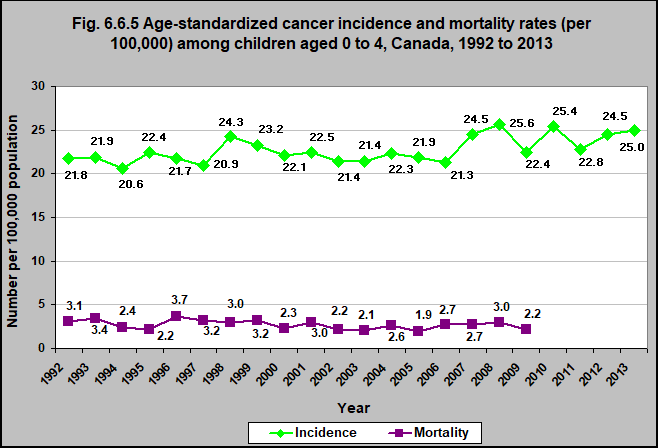 Fig. 6.6.5 Age-standardized cancer incidence and mortality rates (per
100,000) among children aged 0 to 4, Canada, 1992 to 2013
Number per 100,000 population
30
25
20
15
10
5
0
21.8 21.9 20.6 22.4 21.7 20.9 24.3 23.2 22.1 22.5 21.4 21.4 22.3 21.9 21.3 24.5 25.6 22.4 25.4 22.8 24.5 25.0
3.1 3.4 2.4 2.2 3.7 3.2 3.0 3.2 2.3 3.0 2.2 2.1 2.6 1.9 2.7 2.7 3.0 2.2
1992 1993 1994 1995 1996 1997 1998 1999 2000 2001 2002 2003 2004 2005 2006 2007 2008 2009 2010 2011 2012 2013
Year
Incidence Mortality